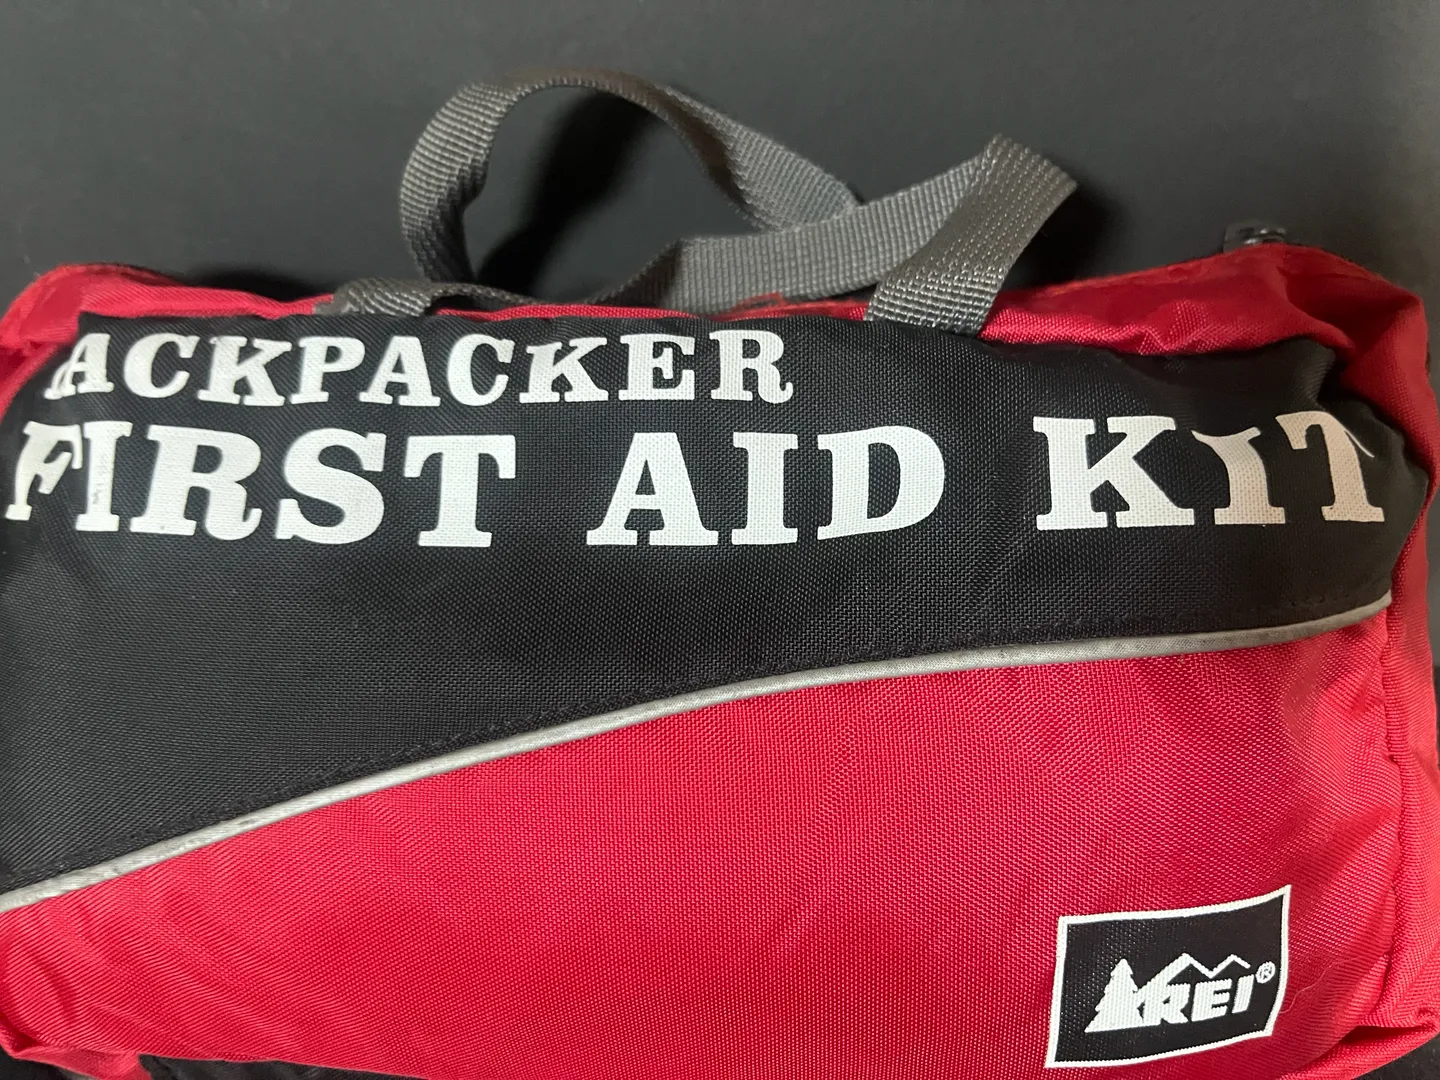 ACKPACKER
FIRST AID KIT
REI®